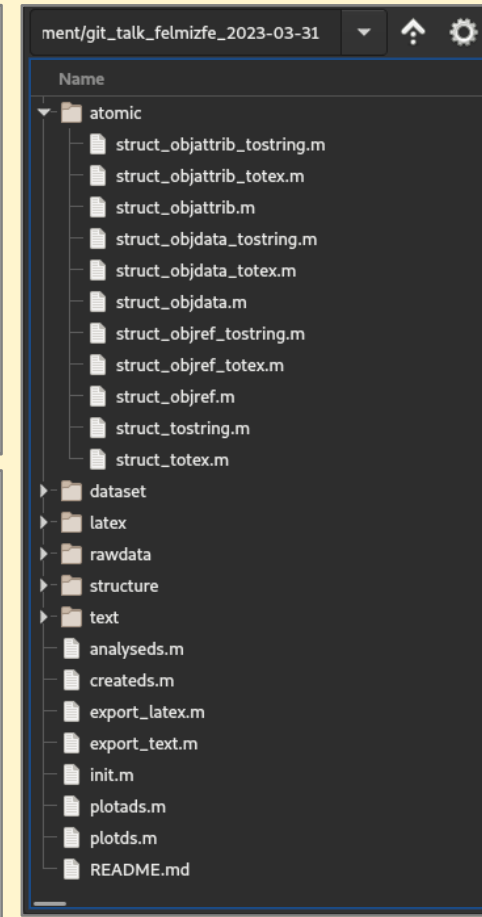 ment/git_talk_felmizfe_2023-03-31
Name
atomic
struct_objattrib_tostring.m
struct_objattrib_totex.m
struct_objattrib.m
struct_objdata_tostring.m
struct_objdata_totex.m
struct_objdata.m
struct_objref_tostring.m
struct_objref_totex.m
struct_objref.m
struct_tostring.m
struct_totex.m
dataset
latex
rawdata
structure
text
analyseds.m
createds.m
export_latex.m
export_text.m
init.m
plotads.m
plotds.m
README.md